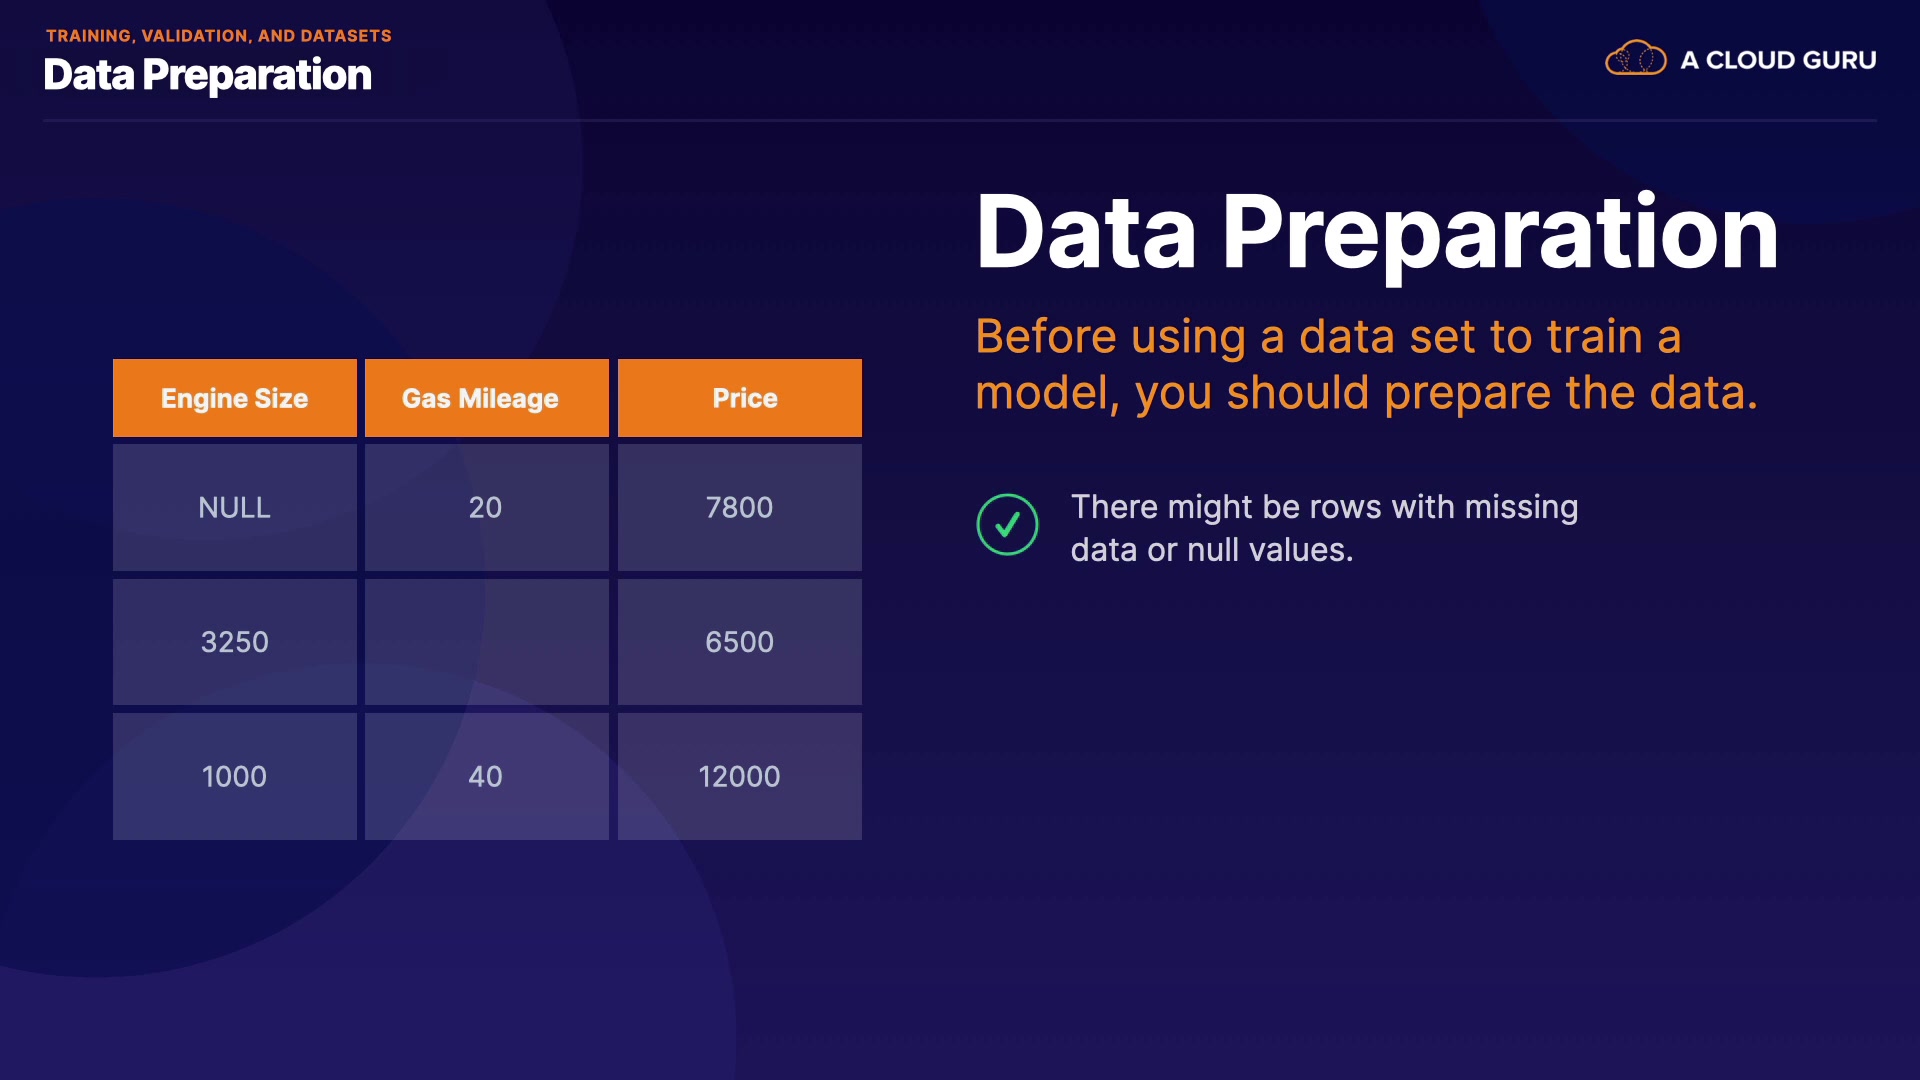 TRAINING, VALIDATION, AND DATASETS
Data Preparation
A CLOUD GURU
Data Preparation
Before using a data set to train a
model, you should prepare the data.
There might be rows with missing
data or null values.
Engine Size Gas Mileage Price
NULL 20 7800
3250 6500
1000 40 12000